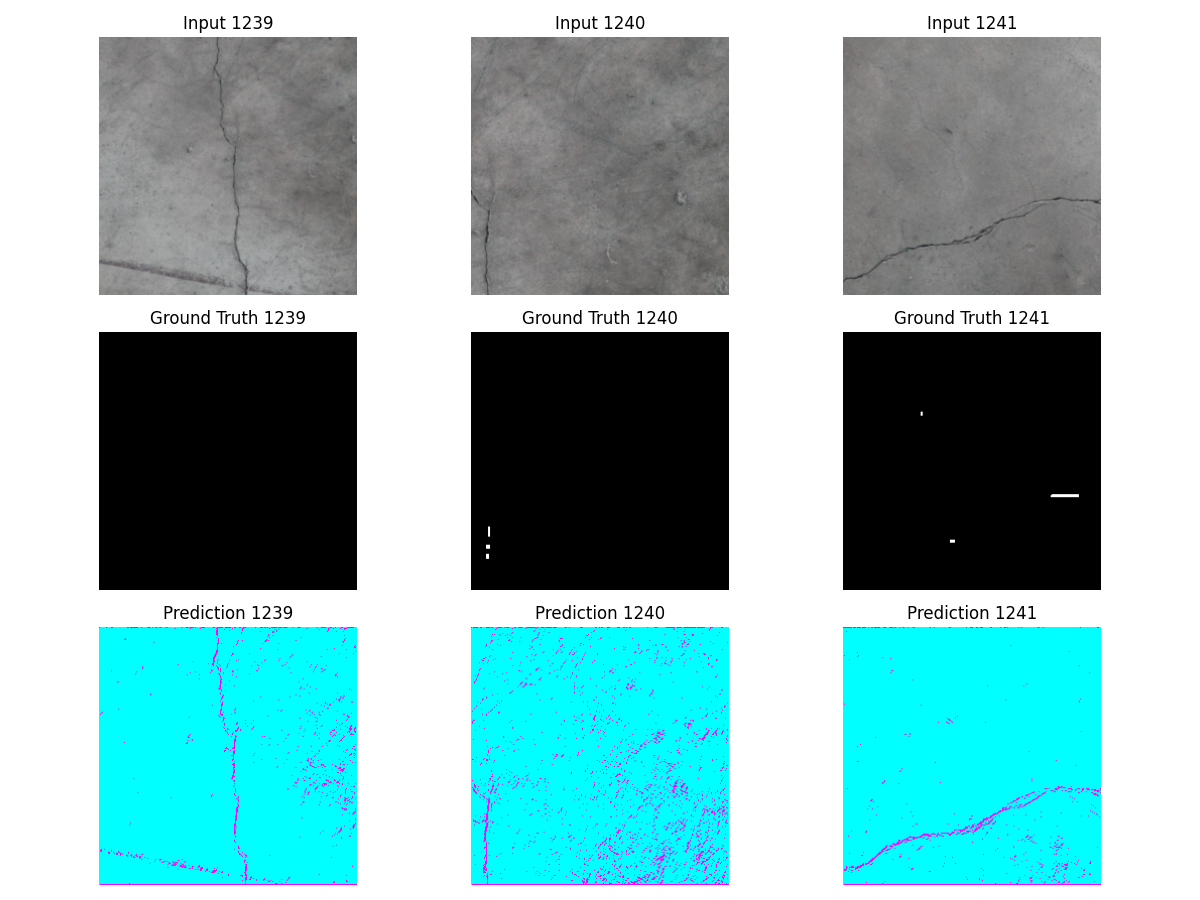 Input 1239
Input 1240
Input 1241
Ground Truth 1239
Ground Truth 1240
Ground Truth 1241
Prediction 1239
Prediction 1240
Prediction 1241